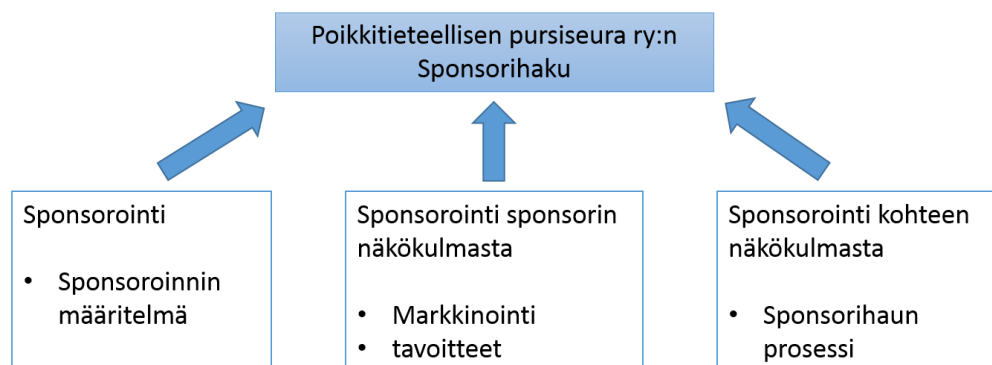 Poikkitieteellisen pursiseura ry:n
Sponsorihaku
Sponsorointi
• Sponsoroinnin
määritelmä
Sponsorointi sponsorin
näkökulmasta
• Markkinointi
• tavoitteet
Sponsorointi kohteen
näkökulmasta
• Sponsorihaun
prosessi